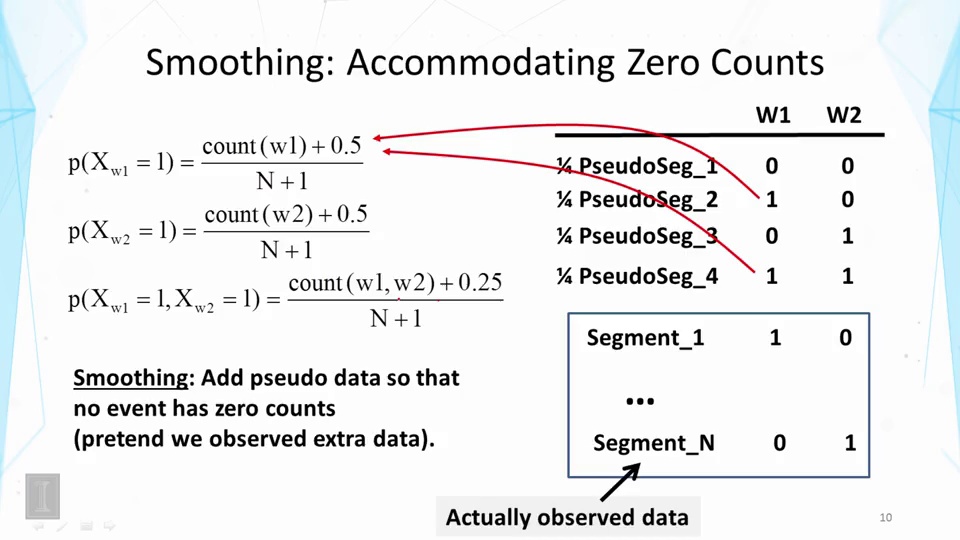 Smoothing: Accommodating Zero Counts
p(X_{w1} = 1) = \frac{count(w1) + 0.5}{N + 1}
p(X_{w2} = 1) = \frac{count(w2) + 0.5}{N + 1}
p(X_{w1} = 1, X_{w2} = 1) = \frac{count(w1, w2) + 0.25}{N + 1}
Smoothing: Add pseudo data so that
no event has zero counts
(pretend we observed extra data).
W1 W2
¼ PseudoSeg_1 0 0
¼ PseudoSeg_2 1 0
¼ PseudoSeg_3 0 1
¼ PseudoSeg_4 1 1
Segment_1 1 0
...
Segment_N 0 1
Actually observed data
I
10